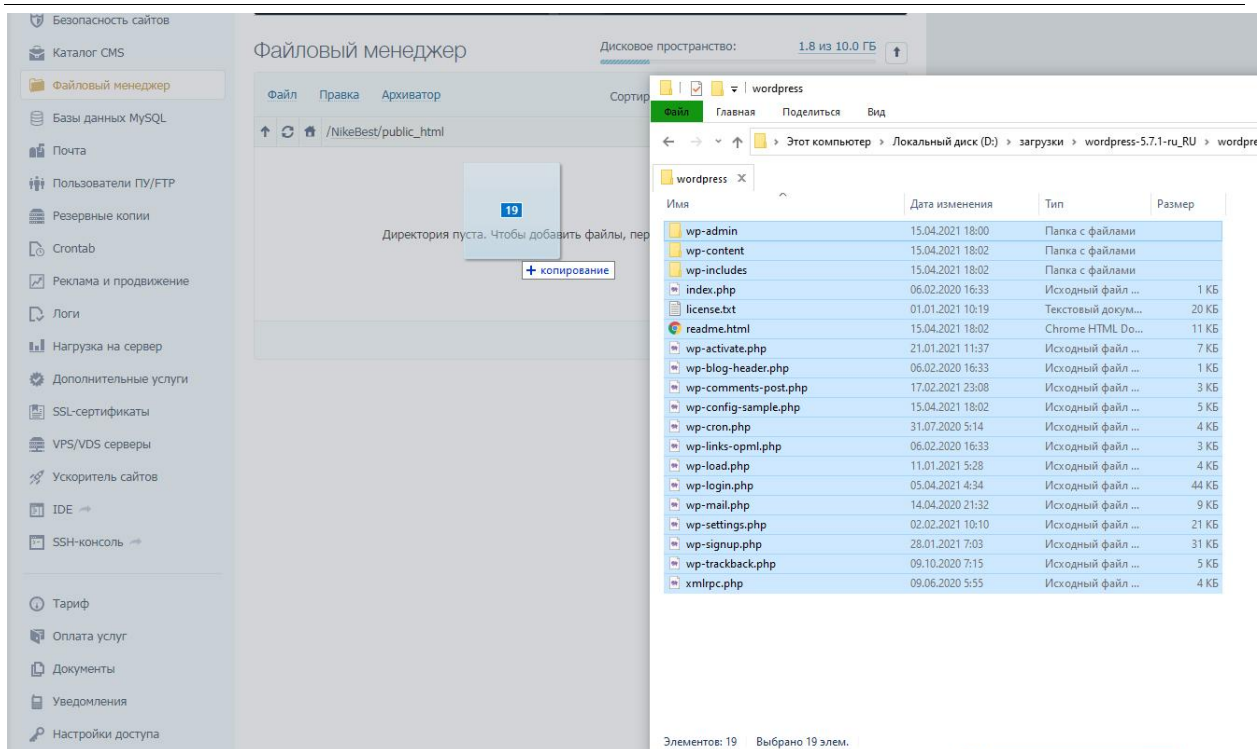 Безопасность сайтов
Каталог CMS
Файловый менеджер
Базы данных MySQL
Почта
Пользователи ПУ/FTP
Резервные копии
Crontab
Реклама и продвижение
Логи
Нагрузка на сервер
Дополнительные услуги
SSL-сертификаты
VPS/VDS серверы
Ускоритель сайтов
IDE
SSH-консоль
Тариф
Оплата услуг
Документы
Уведомления
Настройки доступа
Файловый менеджер
Дисковое пространство: 1.8 из 10.0 ГБ
Файл Правка Архиватор Сортир
/NikeBest/public_html
19
Директория пуста. Чтобы добавить файлы, пер
+ копирование
wordpress
Файл Главная Поделиться Вид
Этот компьютер > Локальный диск (D:) > загрузки > wordpress-5.7.1-ru_RU > wordpre
wordpress X
Имя Дата изменения Тип Размер
wp-admin 15.04.2021 18:00 Папка с файлами
wp-content 15.04.2021 18:02 Папка с файлами
wp-includes 15.04.2021 18:02 Папка с файлами
index.php 06.02.2020 16:33 Исходный файл ... 1 КБ
license.txt 01.01.2021 10:19 Текстовый докум... 20 КБ
readme.html 15.04.2021 18:02 Chrome HTML Do... 11 КБ
wp-activate.php 21.01.2021 11:37 Исходный файл ... 7 КБ
wp-blog-header.php 06.02.2020 16:33 Исходный файл ... 1 КБ
wp-comments-post.php 17.02.2021 23:08 Исходный файл ... 3 КБ
wp-config-sample.php 15.04.2021 18:02 Исходный файл ... 5 КБ
wp-cron.php 31.07.2020 5:14 Исходный файл ... 4 КБ
wp-links-opml.php 06.02.2020 16:33 Исходный файл ... 3 КБ
wp-load.php 11.01.2021 5:28 Исходный файл ... 4 КБ
wp-login.php 05.04.2021 4:34 Исходный файл ... 44 КБ
wp-mail.php 14.04.2020 21:32 Исходный файл ... 9 КБ
wp-settings.php 02.02.2021 10:10 Исходный файл ... 21 КБ
wp-signup.php 28.01.2021 7:03 Исходный файл ... 31 КБ
wp-trackback.php 09.10.2020 7:15 Исходный файл ... 5 КБ
xmlrpc.php 09.06.2020 5:55 Исходный файл ... 4 КБ
Элементов: 19 Выбрано 19 элем.